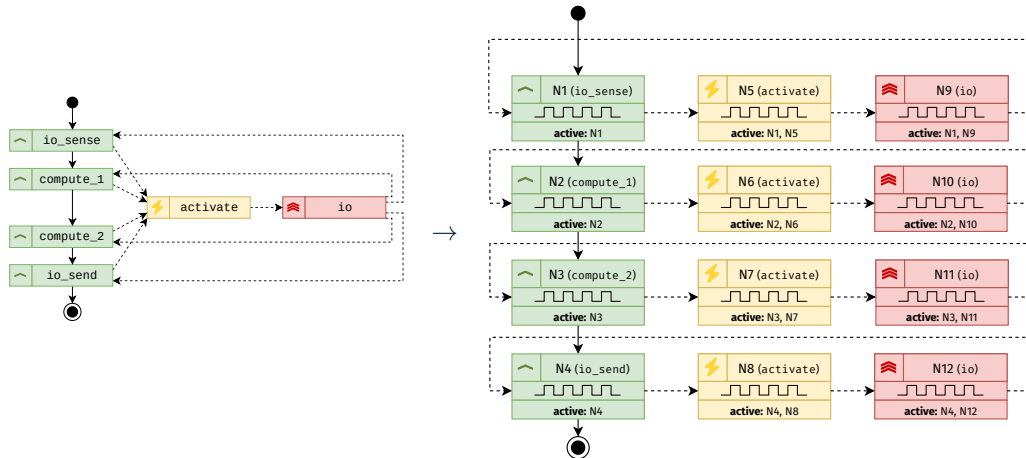 io_sense
compute_1
activate
io
compute_2
io_send
→
N1 (io_sense)
active: N1
N5 (activate)
active: N1, N5
N9 (io)
active: N1, N9
N2 (compute_1)
active: N2
N6 (activate)
active: N2, N6
N10 (io)
active: N2, N10
N3 (compute_2)
active: N3
N7 (activate)
active: N3, N7
N11 (io)
active: N3, N11
N4 (io_send)
active: N4
N8 (activate)
active: N4, N8
N12 (io)
active: N4, N12